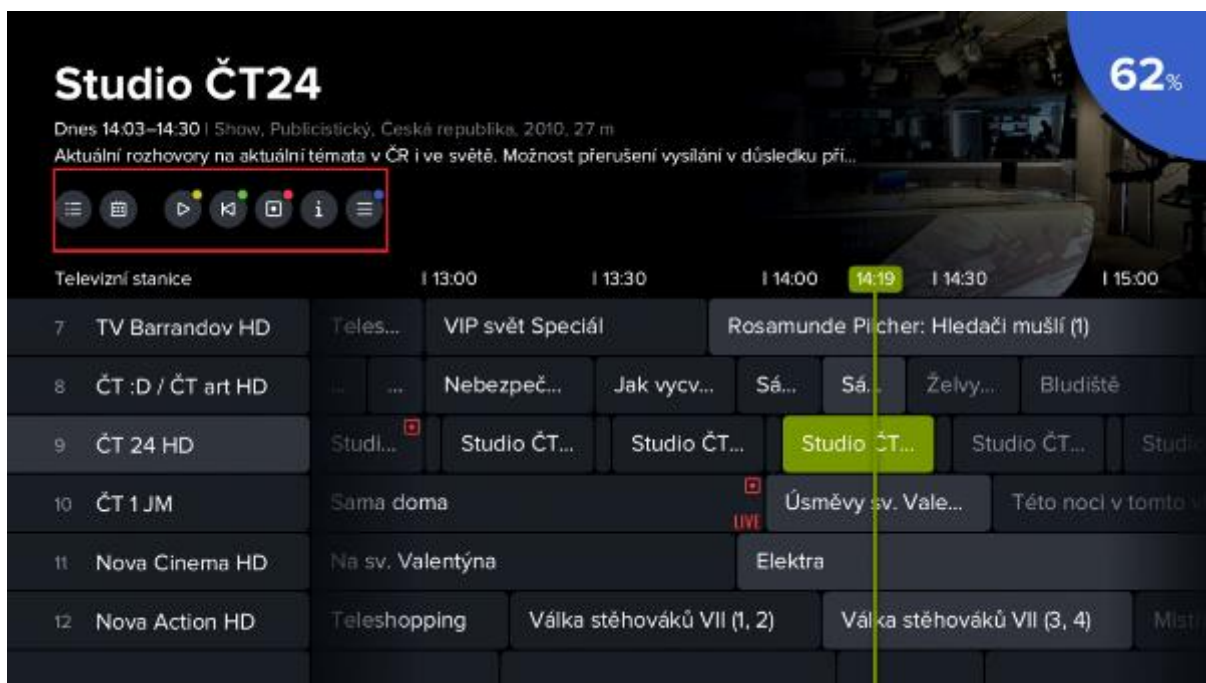 Studio ČT24
62%
Dnes 14:03–14:30 | Show, Publicistický, Česká republika, 2010, 27 m
Aktuální rozhovory na aktuální témata v ČR i ve světě. Možnost přerušení vysílání v důsledku pří...
Televizní stanice 13:00 13:30 14:00 14:19 14:30 15:00
7 TV Barrandov HD Teles... VIP svět Speciál Rosamunde Pilcher: Hledači mušlí (1)
8 ČT :D / ČT art HD ... ... Nebezpeč... Jak vycv... Sá... Sá... Želvy... Bludiště
9 ČT 24 HD Studi... Studio ČT... Studio ČT... Studio ČT... Studio ČT... Studio
10 ČT 1 JM Sama doma LIVE Úsměvy sv. Vale... Této noci v tomto
11 Nova Cinema HD Na sv. Valentýna Elektra
12 Nova Action HD Teleshopping Válka stěhováků VII (1, 2) Válka stěhováků VII (3, 4) Mist